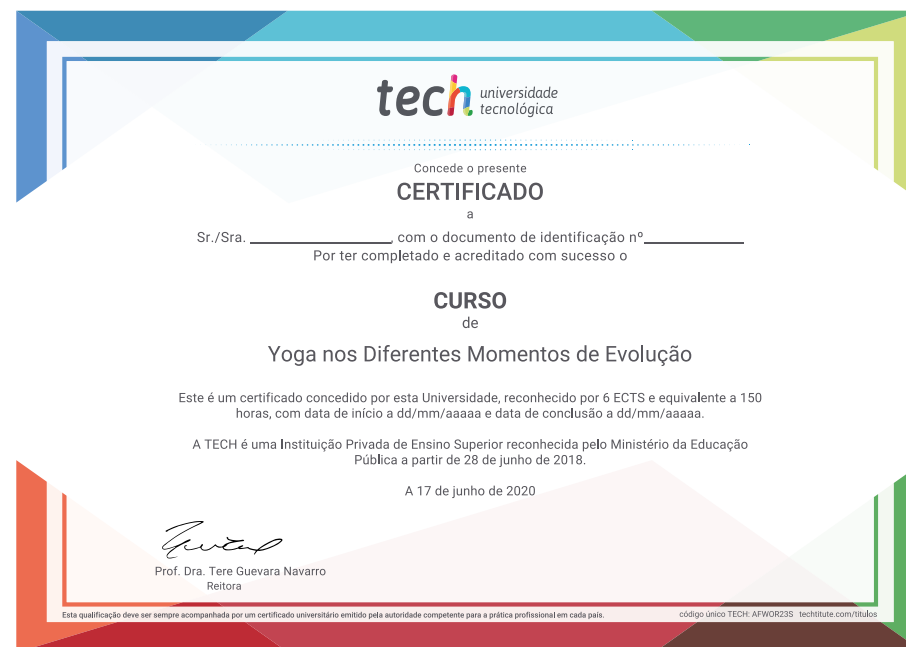 tech universidade
tecnológica
Concede o presente
CERTIFICADO
a
Sr./Sra. ______________, com o documento de identificação nº__________
Por ter completado e acreditado com sucesso o
CURSO
de
Yoga nos Diferentes Momentos de Evolução
Este é um certificado concedido por esta Universidade, reconhecido por 6 ECTS e equivalente a 150
horas, com data de início a dd/mm/aaaaa e data de conclusão a dd/mm/aaaaa.
A TECH é uma Instituição Privada de Ensino Superior reconhecida pelo Ministério da Educação
Pública a partir de 28 de junho de 2018.
A 17 de junho de 2020
Prof. Dra. Tere Guevara Navarro
Reitora
Esta qualificação deve ser sempre acompanhada por um certificado universitário emitido pela autoridade competente para a prática profissional em cada país.
código único TECH: AFWOR23S techtitute.com/titulos